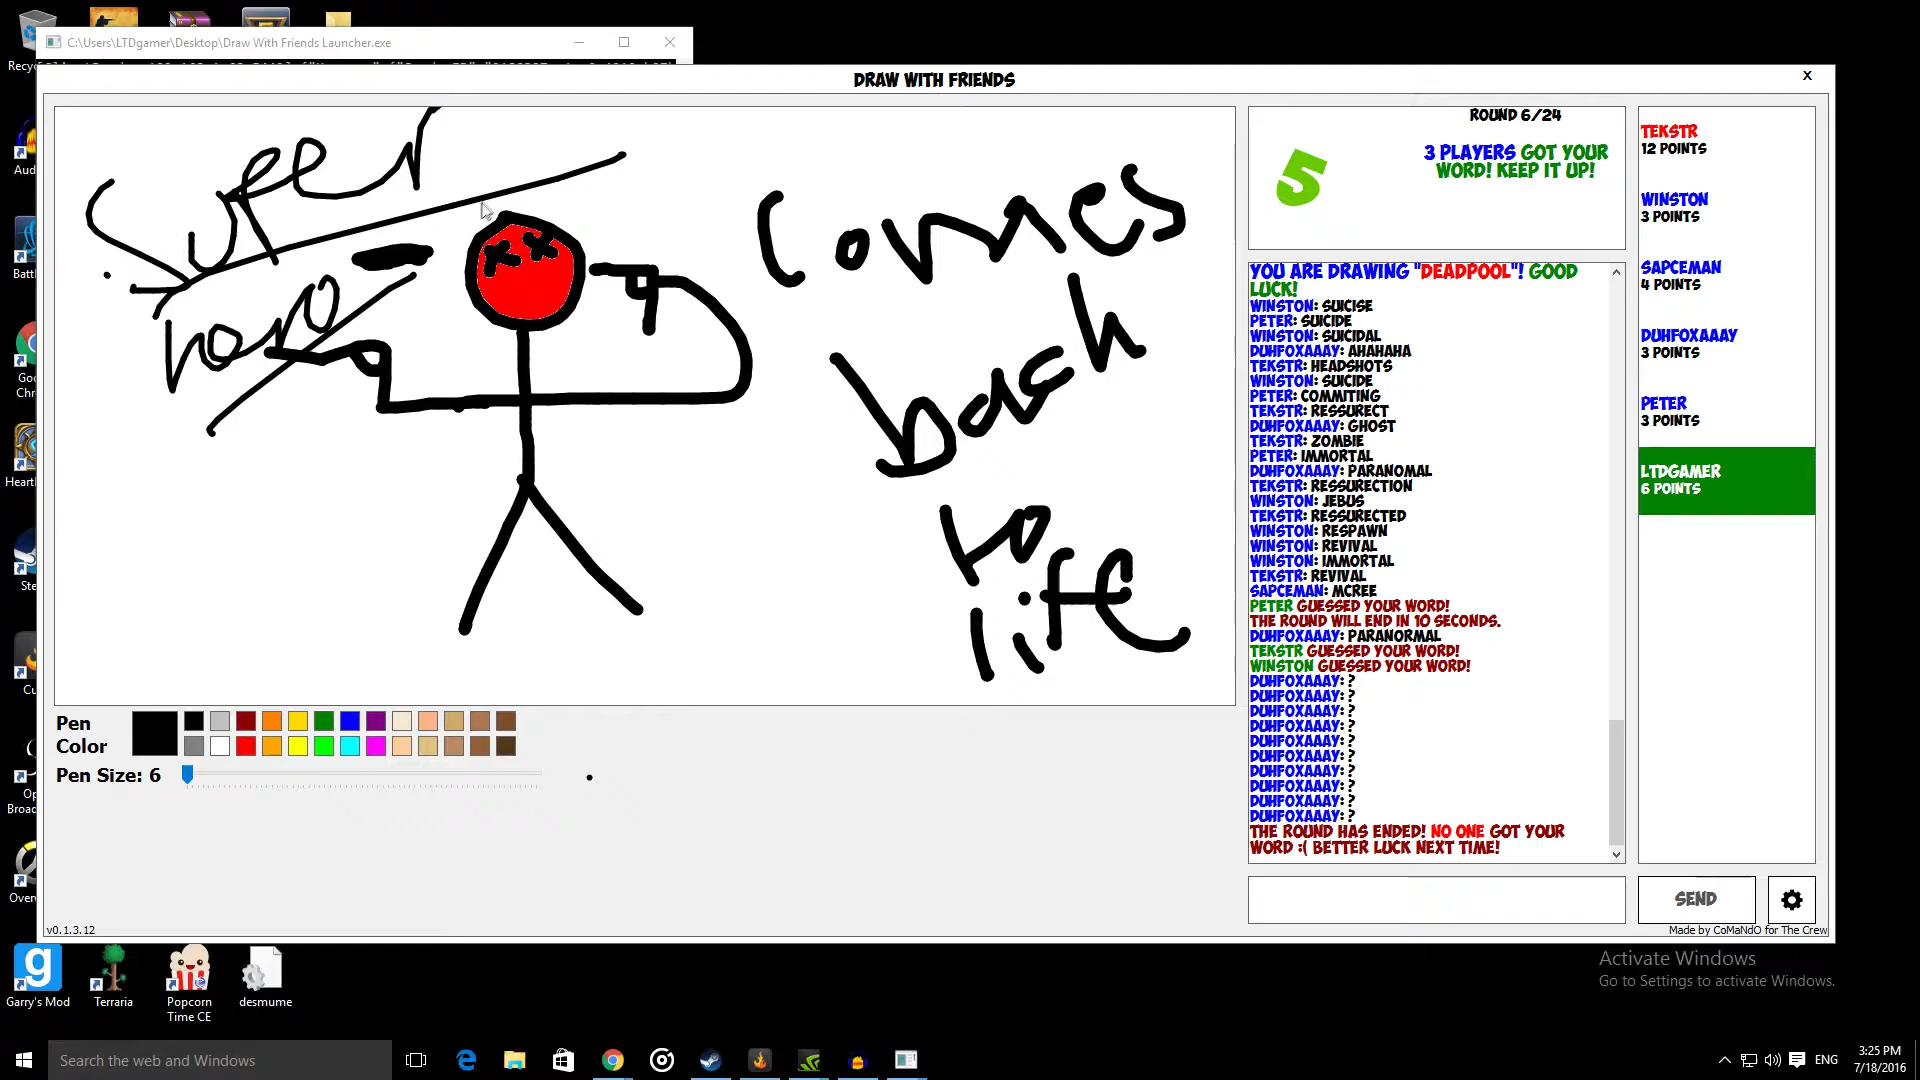 C:\Users\LTDgamer\Desktop\Draw With Friends Launcher.exe
DRAW WITH FRIENDS
X
Super
hero
Comes
back
to
life
5
ROUND 6/24
3 PLAYERS GOT YOUR
WORD! KEEP IT UP!
YOU ARE DRAWING "DEADPOOL"! GOOD
LUCK!
WINSTON: SUICISE
PETER: SUICIDE
WINSTON: SUICIDAL
DUHFOXAAAY: AHAHAHA
TEKSTR: HEADSHOTS
WINSTON: SUICIDE
PETER: COMMITING
TEKSTR: RESSURECT
DUHFOXAAAY: GHOST
TEKSTR: ZOMBIE
PETER: IMMORTAL
DUHFOXAAAY: PARANOMAL
TEKSTR: RESSURECTION
WINSTON: JEBUS
TEKSTR: RESSURECTED
WINSTON: RESPAWN
WINSTON: REVIVAL
WINSTON: IMMORTAL
TEKSTR: REVIVAL
SAPCEMAN: MCREE
PETER GUESSED YOUR WORD!
THE ROUND WILL END IN 10 SECONDS.
DUHFOXAAAY: PARANORMAL
TEKSTR GUESSED YOUR WORD!
WINSTON GUESSED YOUR WORD!
DUHFOXAAAY: ?
DUHFOXAAAY: ?
DUHFOXAAAY: ?
DUHFOXAAAY: ?
DUHFOXAAAY: ?
DUHFOXAAAY: ?
DUHFOXAAAY: ?
DUHFOXAAAY: ?
DUHFOXAAAY: ?
DUHFOXAAAY: ?
THE ROUND HAS ENDED! NO ONE GOT YOUR
WORD :( BETTER LUCK NEXT TIME!
TEKSTR
12 POINTS
WINSTON
3 POINTS
SAPCEMAN
4 POINTS
DUHFOXAAAY
3 POINTS
PETER
3 POINTS
LTDGAMER
6 POINTS
Pen
Color
Pen Size: 6
SEND
v0.1.3.12
Made by CoMaNdO for The Crew
Activate Windows
Go to Settings to activate Windows.
Garry's Mod
Terraria
Popcorn
Time CE
desmume
Search the web and Windows
ENG
3:25 PM
7/18/2016